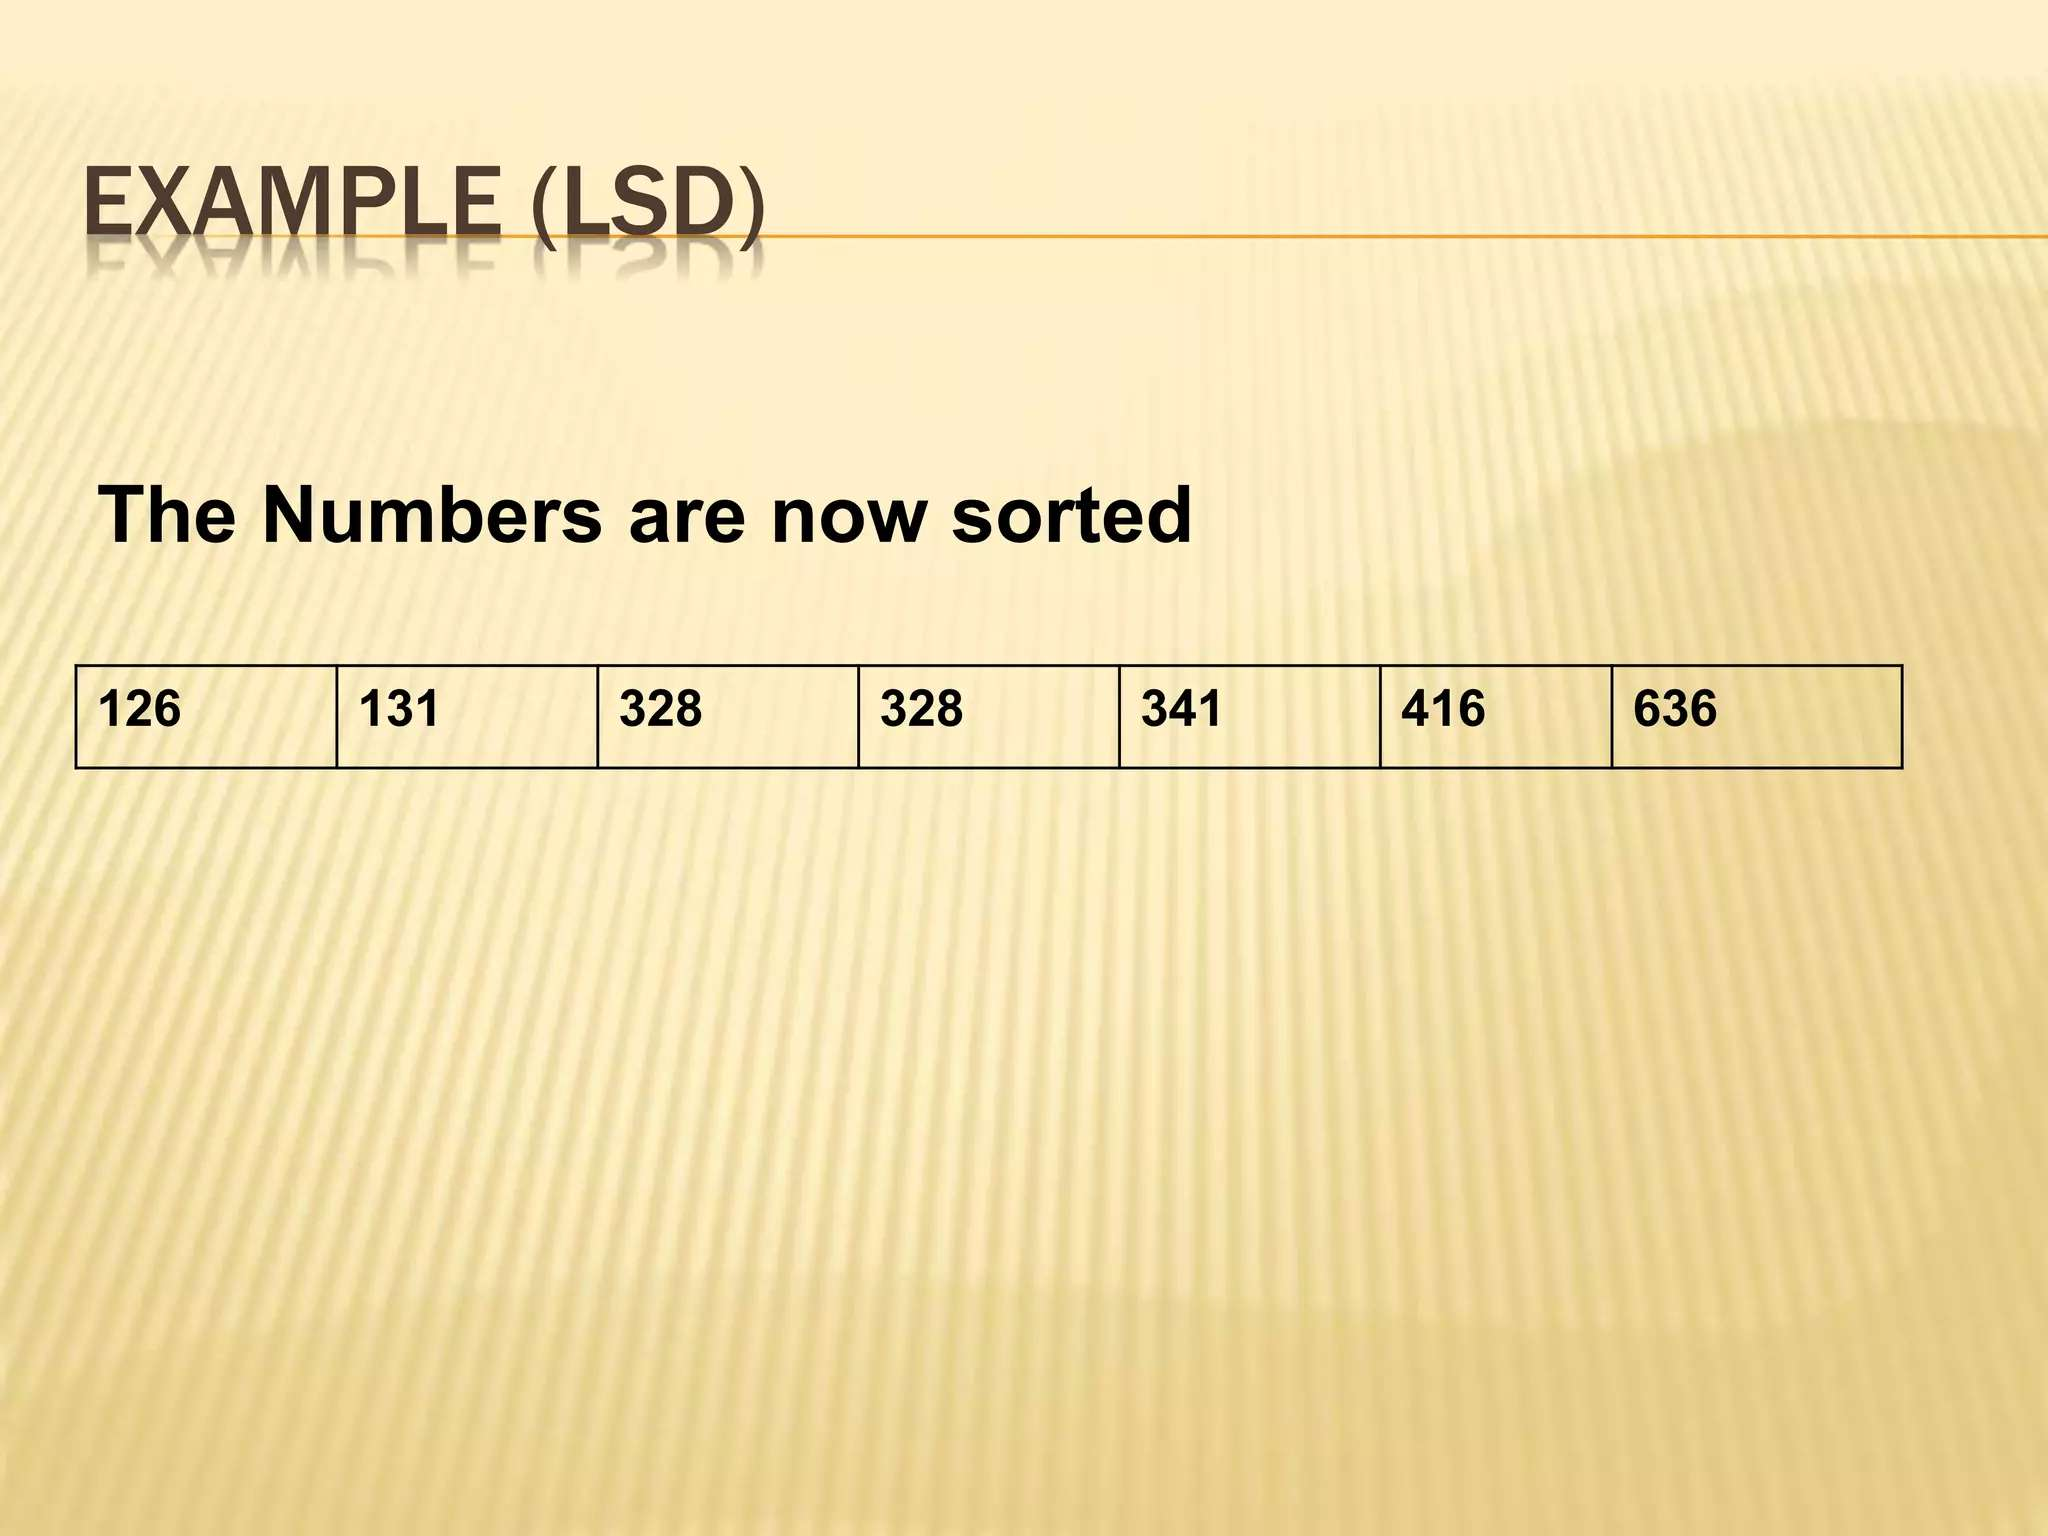 EXAMPLE (LSD)
The Numbers are now sorted
126 131 328 328 341 416 636